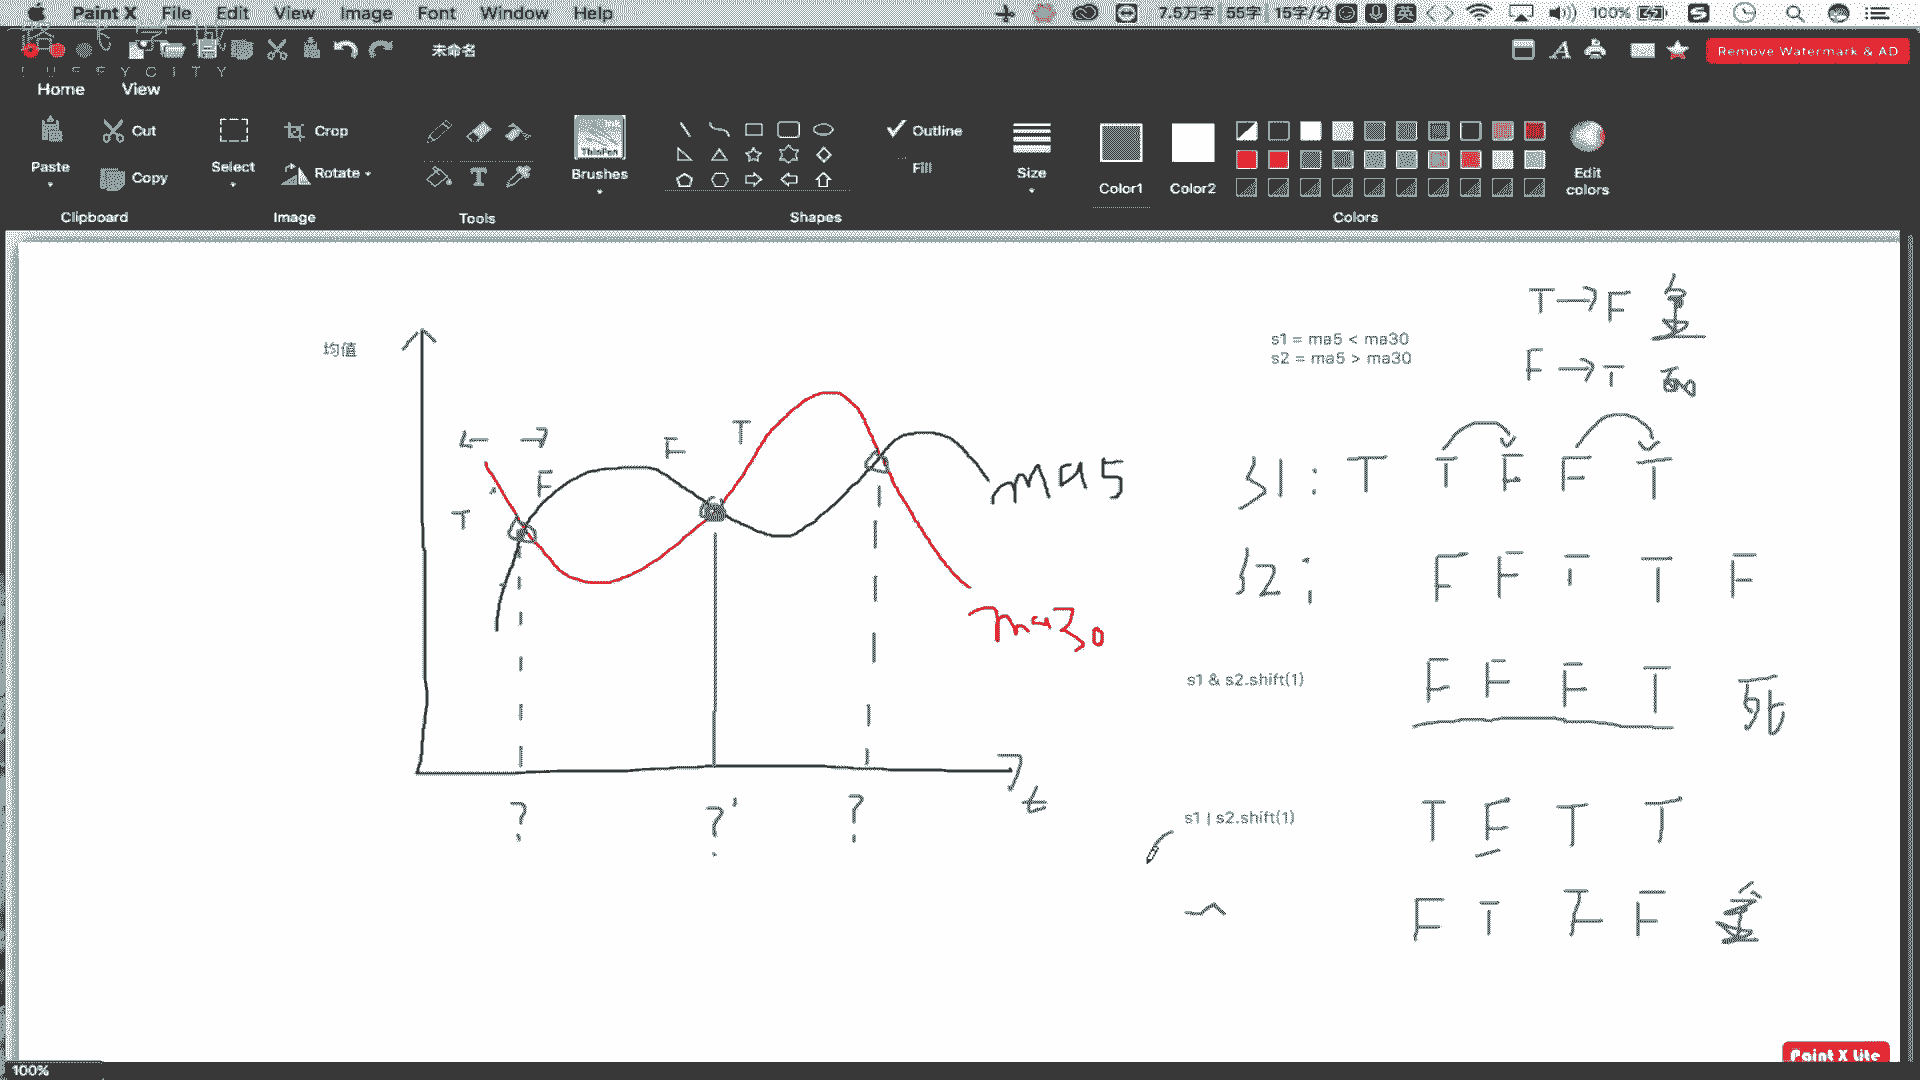 Paint X File Edit View Image Font Window Help 7.5万字 55字 15字/分 英 100%
未命名
Remove Watermark & AD
LUFFYCITY
Home View
Paste Cut Copy Select Crop Rotate Brushes Outline Fill Size Color1 Color2 Edit colors
Clipboard Image Tools Shapes Colors
T→F 金
均值
s1 = ma5 < ma30
s2 = ma5 > ma30
F→T 死
← →
F T
F
T
ma5
s1: T T F F T
s2: F F T T F
ma30
s1 & s2.shift(1) F F F T 死
t
? ? ?
s1 | s2.shift(1) T F T T
~ F T F F 金
Paint X Lite
100%